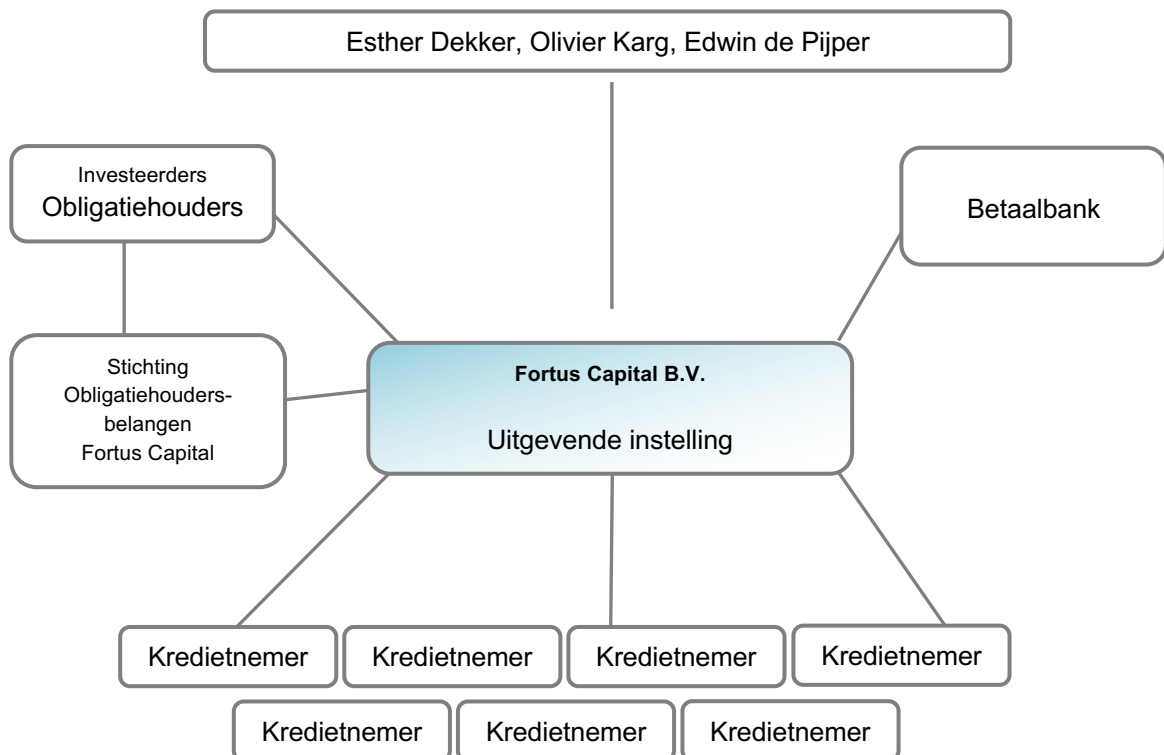 Esther Dekker, Olivier Karg, Edwin de Pijper
Investeerders
Obligatiehouders
Betaalbank
Stichting
Obligatiehouders-
belangen
Fortus Capital
Fortus Capital B.V.
Uitgevende instelling
Kredietnemer
Kredietnemer
Kredietnemer
Kredietnemer
Kredietnemer
Kredietnemer
Kredietnemer